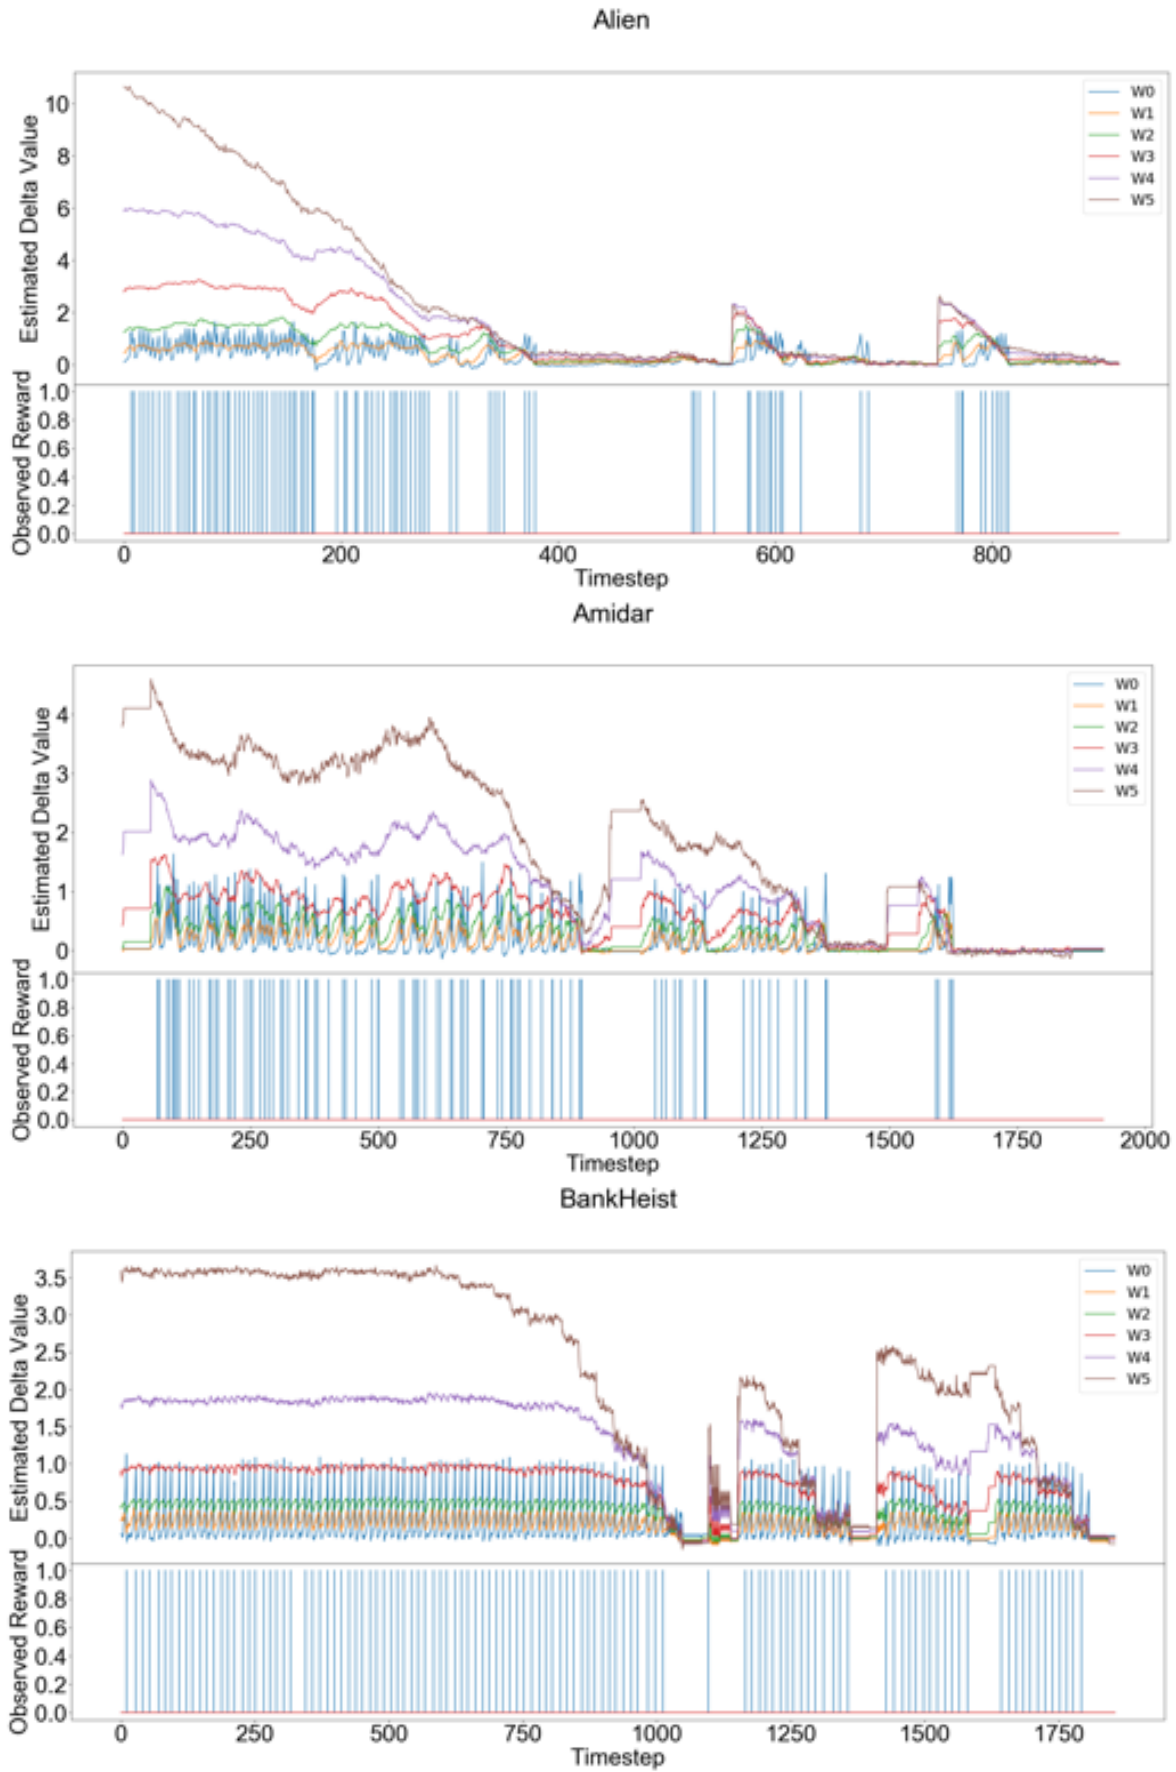 Alien
Estimated Delta Value
10
8
6
4
2
0
W0
W1
W2
W3
W4
W5
Observed Reward
1.0
0.8
0.6
0.4
0.2
0.0
0 200 400 600 800
Timestep
Amidar
Estimated Delta Value
4
3
2
1
0
W0
W1
W2
W3
W4
W5
Observed Reward
1.0
0.8
0.6
0.4
0.2
0.0
0 250 500 750 1000 1250 1500 1750 2000
Timestep
BankHeist
Estimated Delta Value
3.5
3.0
2.5
2.0
1.5
1.0
0.5
0.0
W0
W1
W2
W3
W4
W5
Observed Reward
1.0
0.8
0.6
0.4
0.2
0.0
0 250 500 750 1000 1250 1500 1750
Timestep